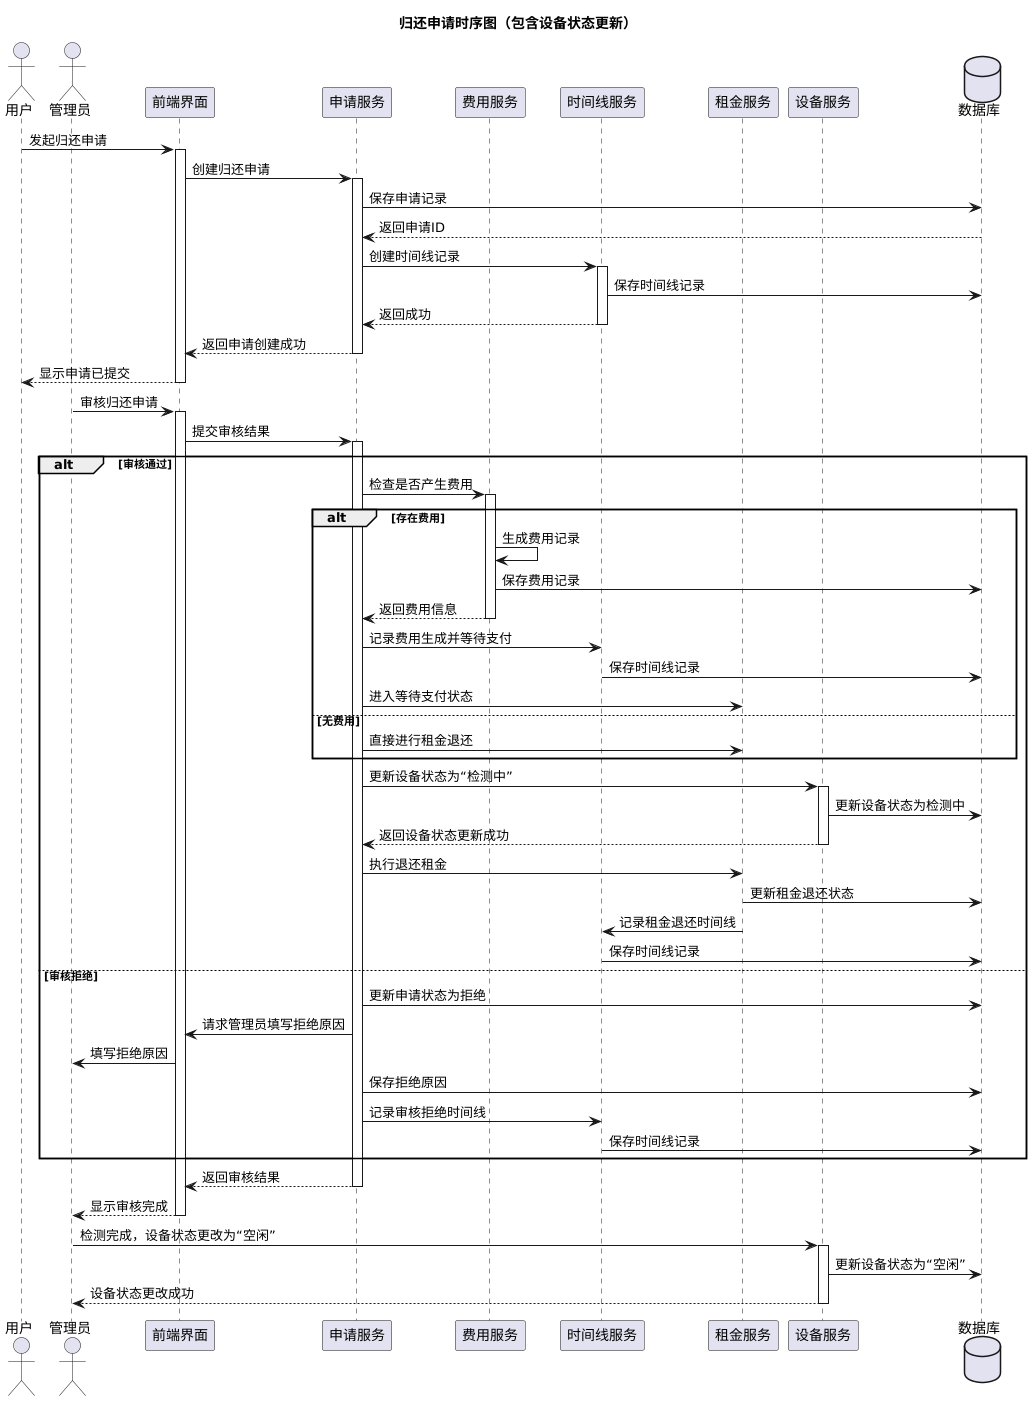 归还申请时序图（包含设备状态更新）
用户
管理员
前端界面
申请服务
费用服务
时间线服务
租金服务
设备服务
数据库
发起归还申请
创建归还申请
保存申请记录
返回申请ID
创建时间线记录
保存时间线记录
返回成功
返回申请创建成功
显示申请已提交
审核归还申请
提交审核结果
alt [审核通过]
检查是否产生费用
alt [存在费用]
生成费用记录
保存费用记录
返回费用信息
记录费用生成并等待支付
保存时间线记录
进入等待支付状态
[无费用]
直接进行租金退还
更新设备状态为“检测中”
更新设备状态为检测中
返回设备状态更新成功
执行退还租金
更新租金退还状态
记录租金退还时间线
保存时间线记录
[审核拒绝]
更新申请状态为拒绝
请求管理员填写拒绝原因
填写拒绝原因
保存拒绝原因
记录审核拒绝时间线
保存时间线记录
返回审核结果
显示审核完成
检测完成，设备状态更改为“空闲”
更新设备状态为“空闲”
设备状态更改成功
用户
管理员
前端界面
申请服务
费用服务
时间线服务
租金服务
设备服务
数据库